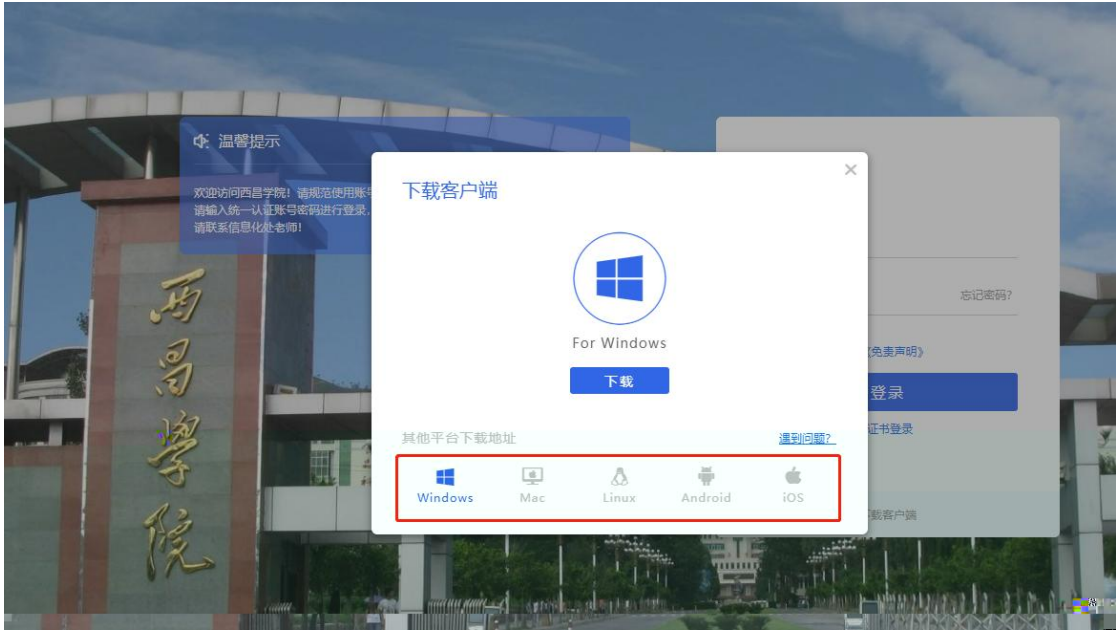 温馨提示
欢迎访问西昌学院！请规范使用账号
请输入统一认证账号密码进行登录，
请联系信息化处老师！
西昌學院
下载客户端
For Windows
下载
其他平台下载地址
遇到问题？
Windows
Mac
Linux
Android
iOS
忘记密码?
《免责声明》
登录
证书登录
下载客户端